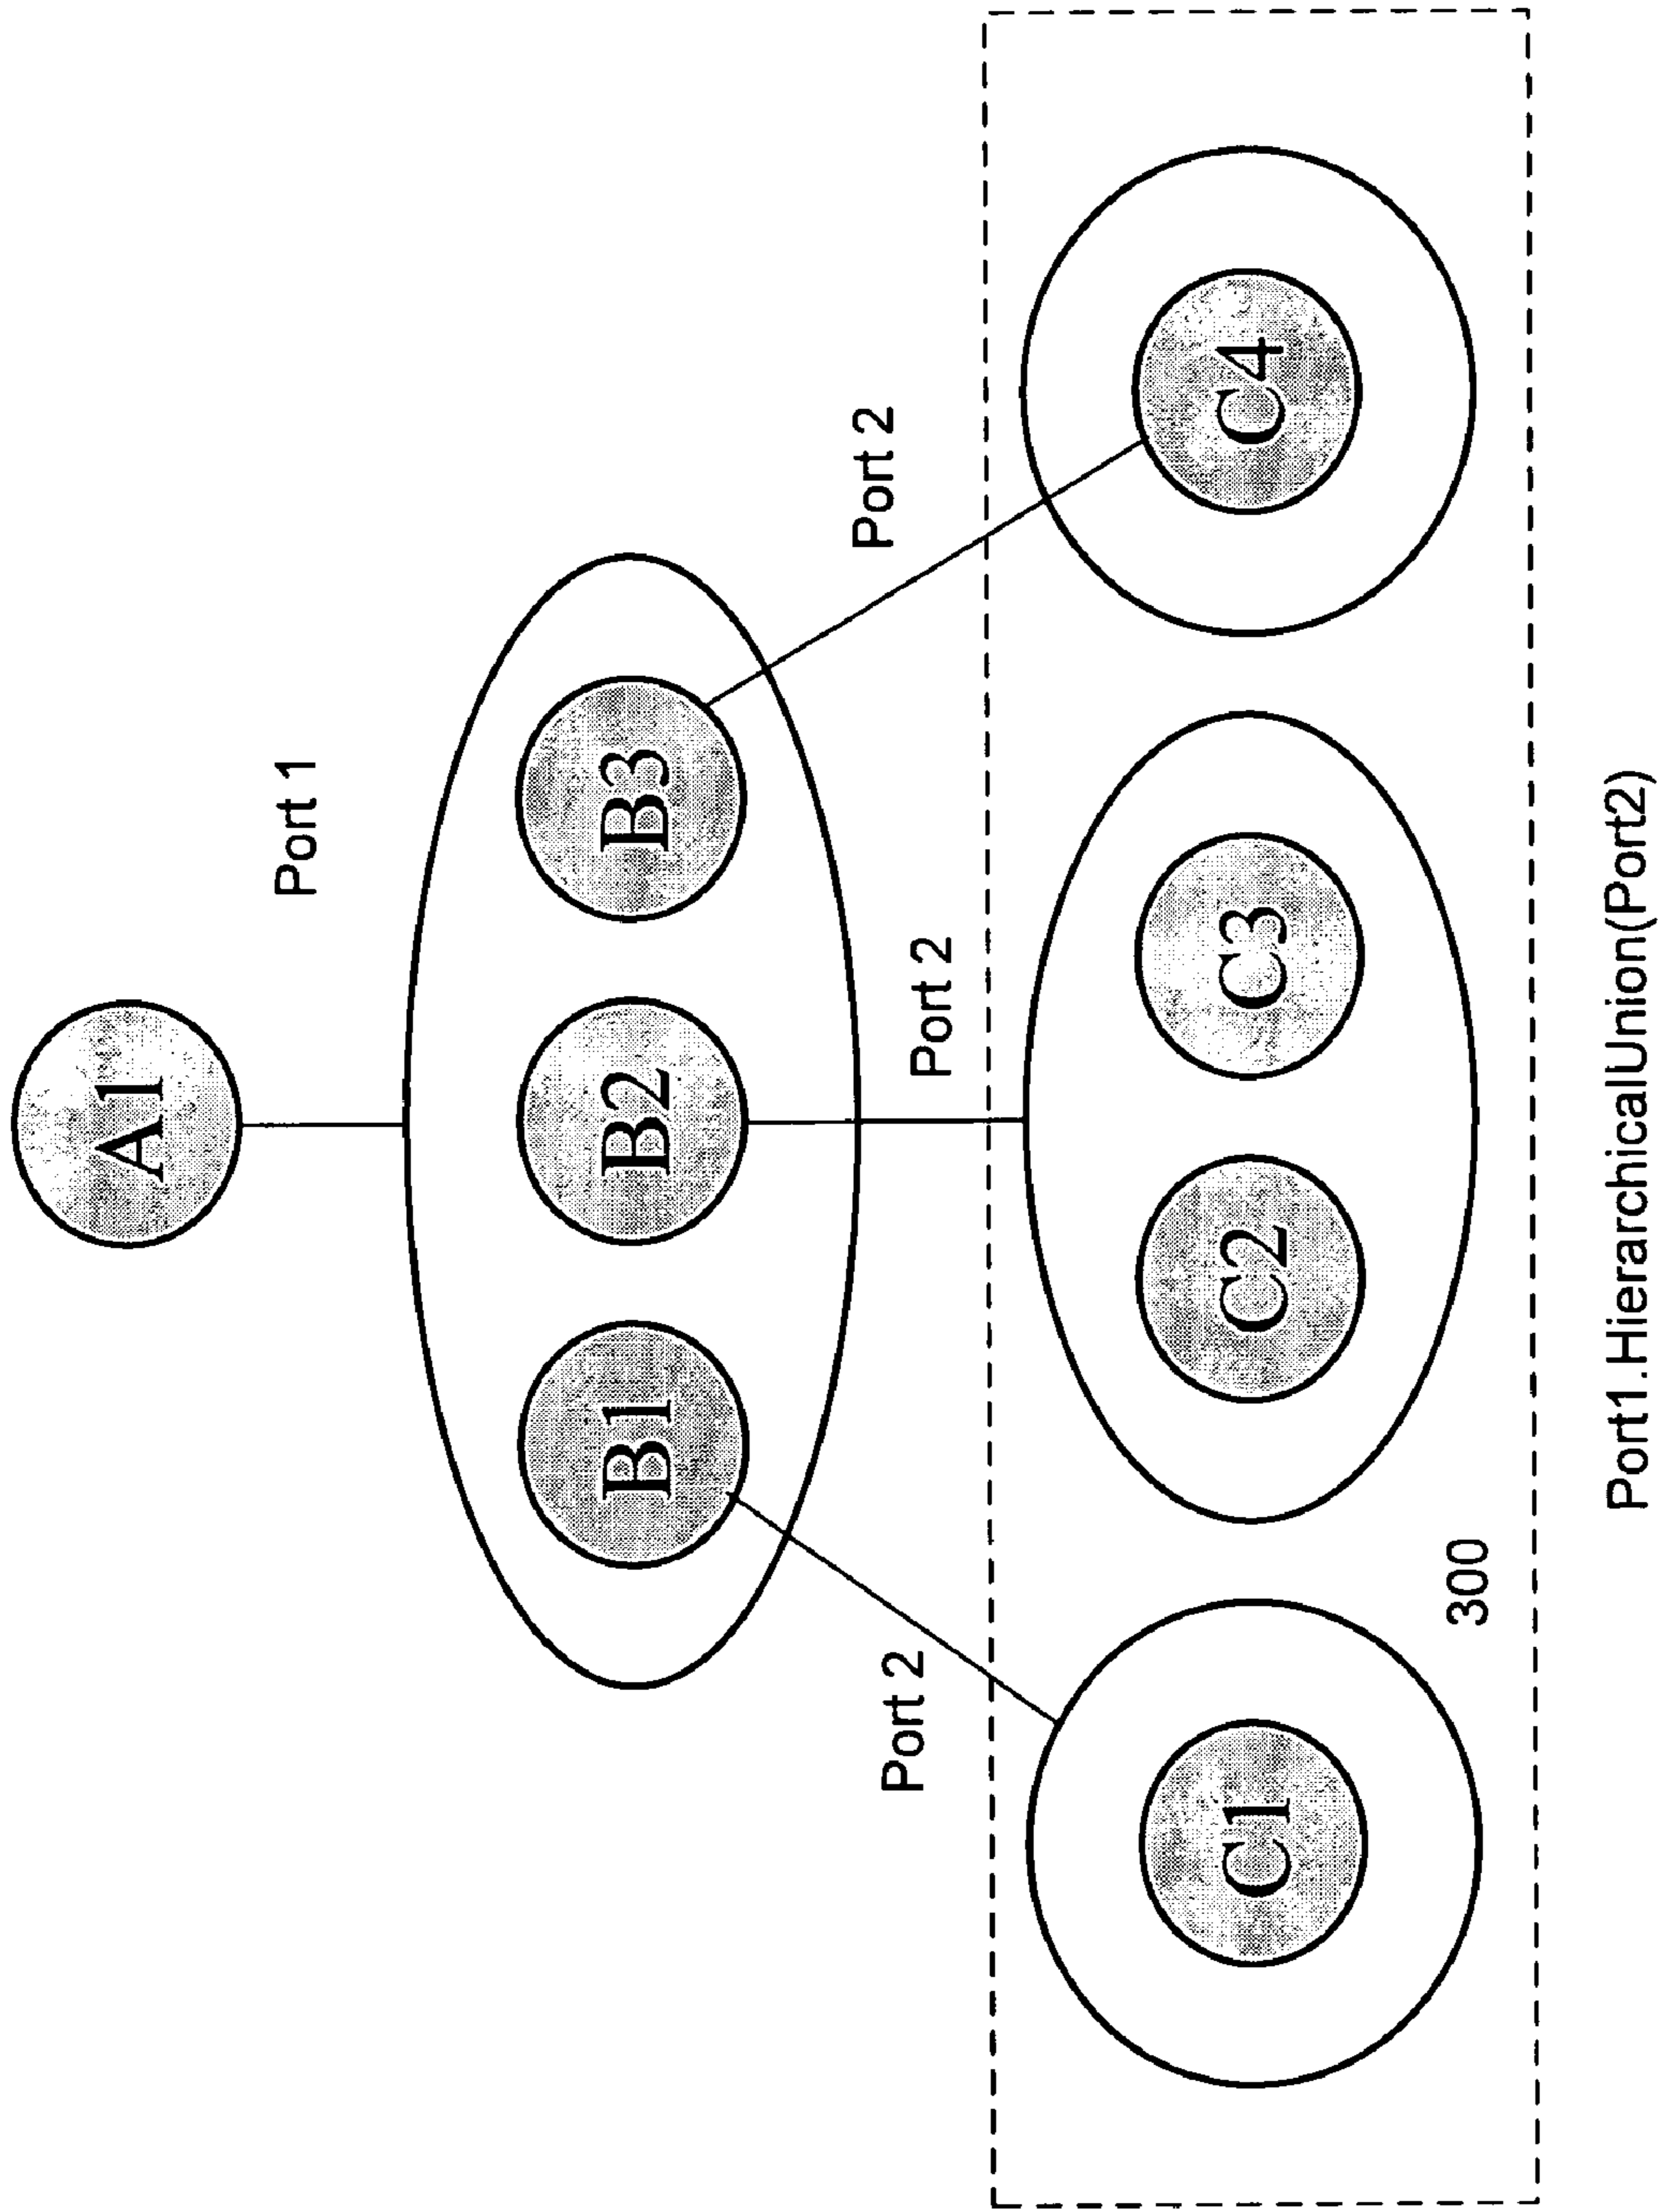 A1
Port 1
B1
B2
B3
Port 2
Port 2
Port 2
C1
C2
C3
C4
300
Port1.HierarchicalUnion(Port2)